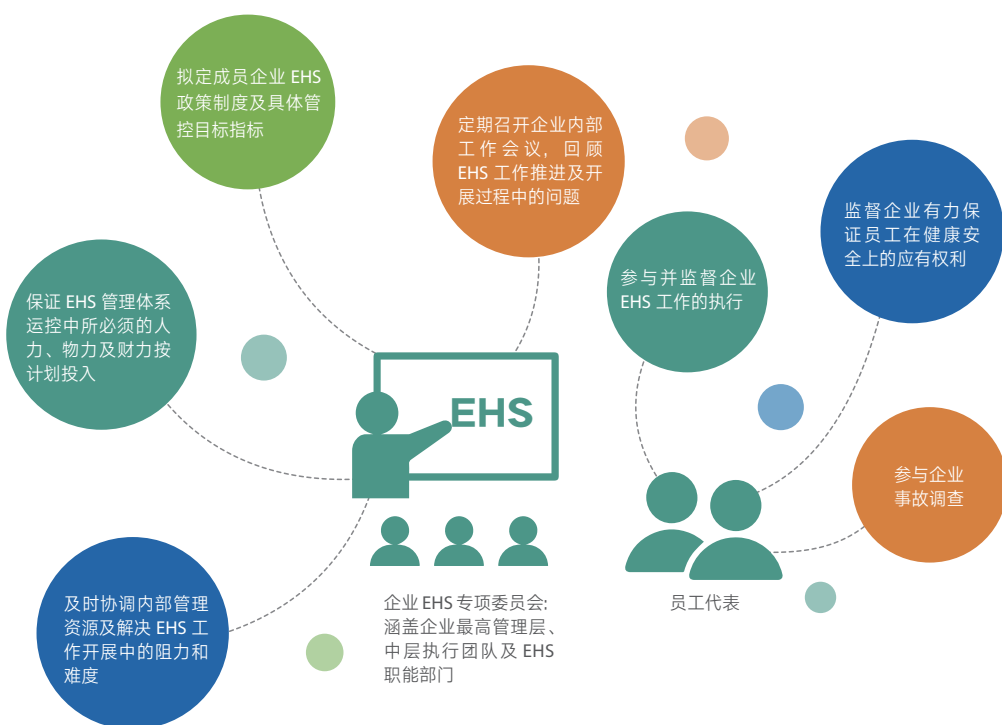 拟定成员企业 EHS
政策制度及具体管
控目标指标
定期召开企业内部
工作会议，回顾
EHS 工作推进及开
展过程中的问题
监督企业有力保
证员工在健康安
全上的应有权利
参与并监督企业
EHS 工作的执行
保证 EHS 管理体系
运控中所必须的人
力、物力及财力按
计划投入
EHS
参与企业
事故调查
及时协调内部管理
资源及解决 EHS 工
作开展中的阻力和
难度
企业 EHS 专项委员会:
涵盖企业最高管理层、
中层执行团队及 EHS
职能部门
员工代表